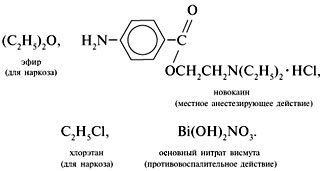 (C₂H₅)₂O,
эфир
(для наркоза)
H₂N–
O
C
OCH₂CH₂N(C₂H₅)₂ · HCl,
новокаин
(местное анестезирующее действие)
C₂H₅Cl,
хлорэтан
(для наркоза)
Bi(OH)₂NO₃.
основный нитрат висмута
(противовоспалительное действие)